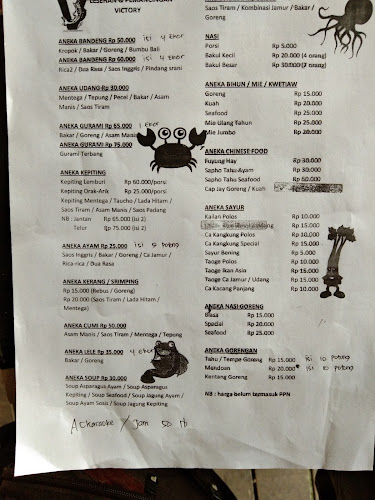 LESEHAN & PEMANCINGAN
VICTORY
ANEKA BANDENG Rp 50.000 isi 4 Ekor
Kropok / Bakar / Goreng / Bumbu Bali
ANEKA BANDENG Rp 60.000 isi 4 Ekor
Rica2 / Dua Rasa / Saos Inggris / Pindang srani
ANEKA UDANG Rp 30.000
Mentega / Tepung / Pecel / Bakar / Asam
Manis / Saos Tiram
ANEKA GURAMI Rp 65.000 1 Ekor
Bakar / Goreng / Asam Manis
ANEKA GURAMI Rp 75.000
Gurami Terbang
ANEKA KEPITING
Kepiting Lemburi Rp 60.000/porsi
Kepiting Orak-Arik Rp 25.000/porsi
Kepiting Mentega / Taucho / Lada Hitam /
Saos Tiram / Asam Manis / Saos Padang
NB : Jantan Rp 65.000 (isi 2)
Telur Rp 75.000 (isi 2)
ANEKA AYAM Rp 25.000 isi 5 Potong
Saos Inggris / Bakar / Goreng / Ca Jamur /
Rica-rica / Dua Rasa
ANEKA KERANG / SRIMPING
Rp 15.000 (Rebus / Goreng)
Rp 20.000 (Saos Tiram / Lada Hitam /
Mentega)
ANEKA CUMI Rp 50.000
Asam Manis / Saos Tiram / Mentega / Tepung
ANEKA LELE Rp 35.000 4 Ekor
Bakar / Goreng
ANEKA SOUP Rp 30.000
Soup Asparagus Ayam / Soup Asparagus
Kepiting / Soup Seafood / Soup Jagung Ayam /
Soup Ayam Sosis / Soup Jagung Kepiting
Saos Tiram / Kombinasi Jamur / Bakar /
Goreng
NASI
Porsi Rp 5.000
Bakul Kecil Rp 20.000 (4 orang)
Bakul Besar Rp 30.000 (7 orang)
ANEKA BIHUN / MIE / KWETIAW
Goreng Rp 15.000
Kuah Rp 20.000
Seafood Rp 25.000
Mie Ulang Tahun Rp 25.000
Mie Jumbo Rp 20.000
ANEKA CHINESE FOOD
Fuyung Hay Rp 30.000
Sapho Tahu Ayam Rp 30.000
Sapho Tahu Seafood Rp 50.000
Cap Jay Goreng / Kuah
ANEKA SAYUR
Kailan Polos Rp 10.000
Rp 15.000
Ca Kangkung Polos Rp 10.000
Ca Kangkung Special Rp 15.000
Sayur Bening Rp 5.000
Taoge Polos Rp 10.000
Taoge Ikan Asin Rp 15.000
Taoge Ca Jamur / Udang Rp 15.000
Ca Kacang Panjang Rp 10.000
ANEKA NASI GORENG
Biasa Rp 15.000
Spesial Rp 20.000
Seafood Rp 25.000
ANEKA GORENGAN
Tahu / Tempe Goreng Rp 15.000 isi 10 potong
Mendoan Rp 20.000 isi 10 potong
Kentang Goreng Rp 15.000
NB : harga belum termasuk PPN